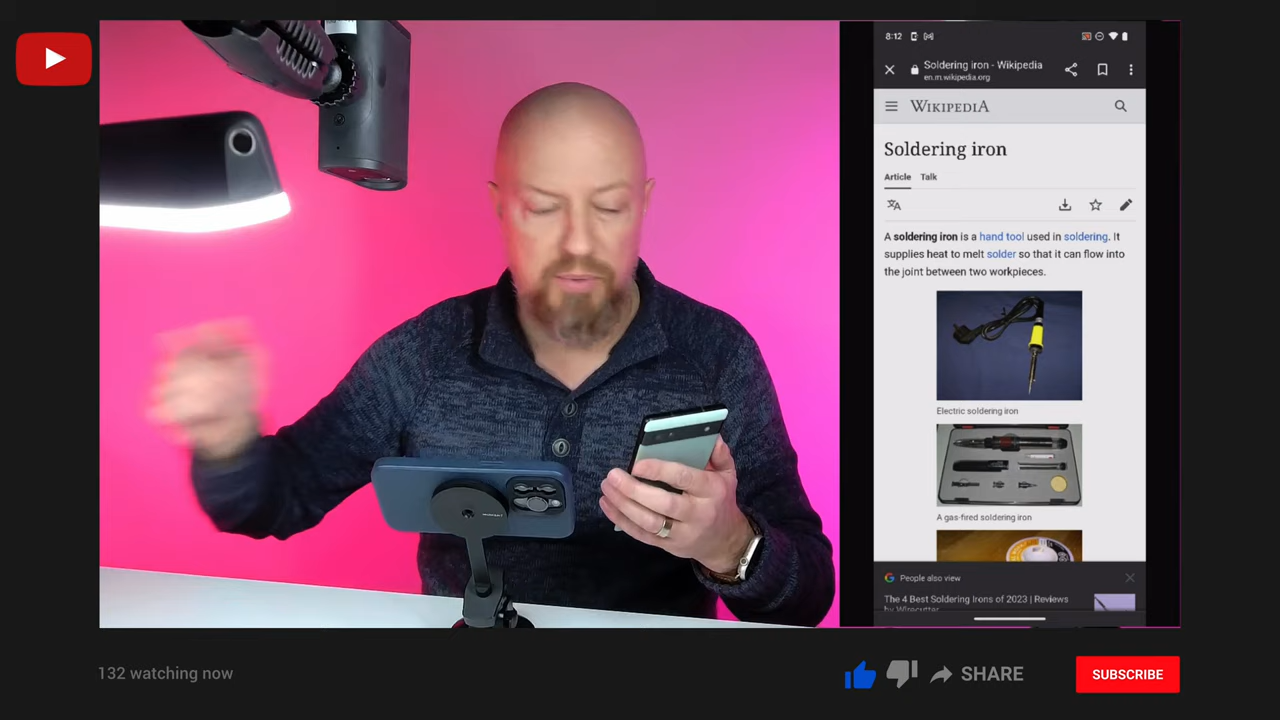 8:12
Soldering iron - Wikipedia
en.m.wikipedia.org
WIKIPEDIA
Soldering iron
Article Talk
A soldering iron is a hand tool used in soldering. It
supplies heat to melt solder so that it can flow into
the joint between two workpieces.
Electric soldering iron
A gas-fired soldering iron
People also view
The 4 Best Soldering Irons of 2023 | Reviews
by Wirecutter
132 watching now
SHARE
SUBSCRIBE